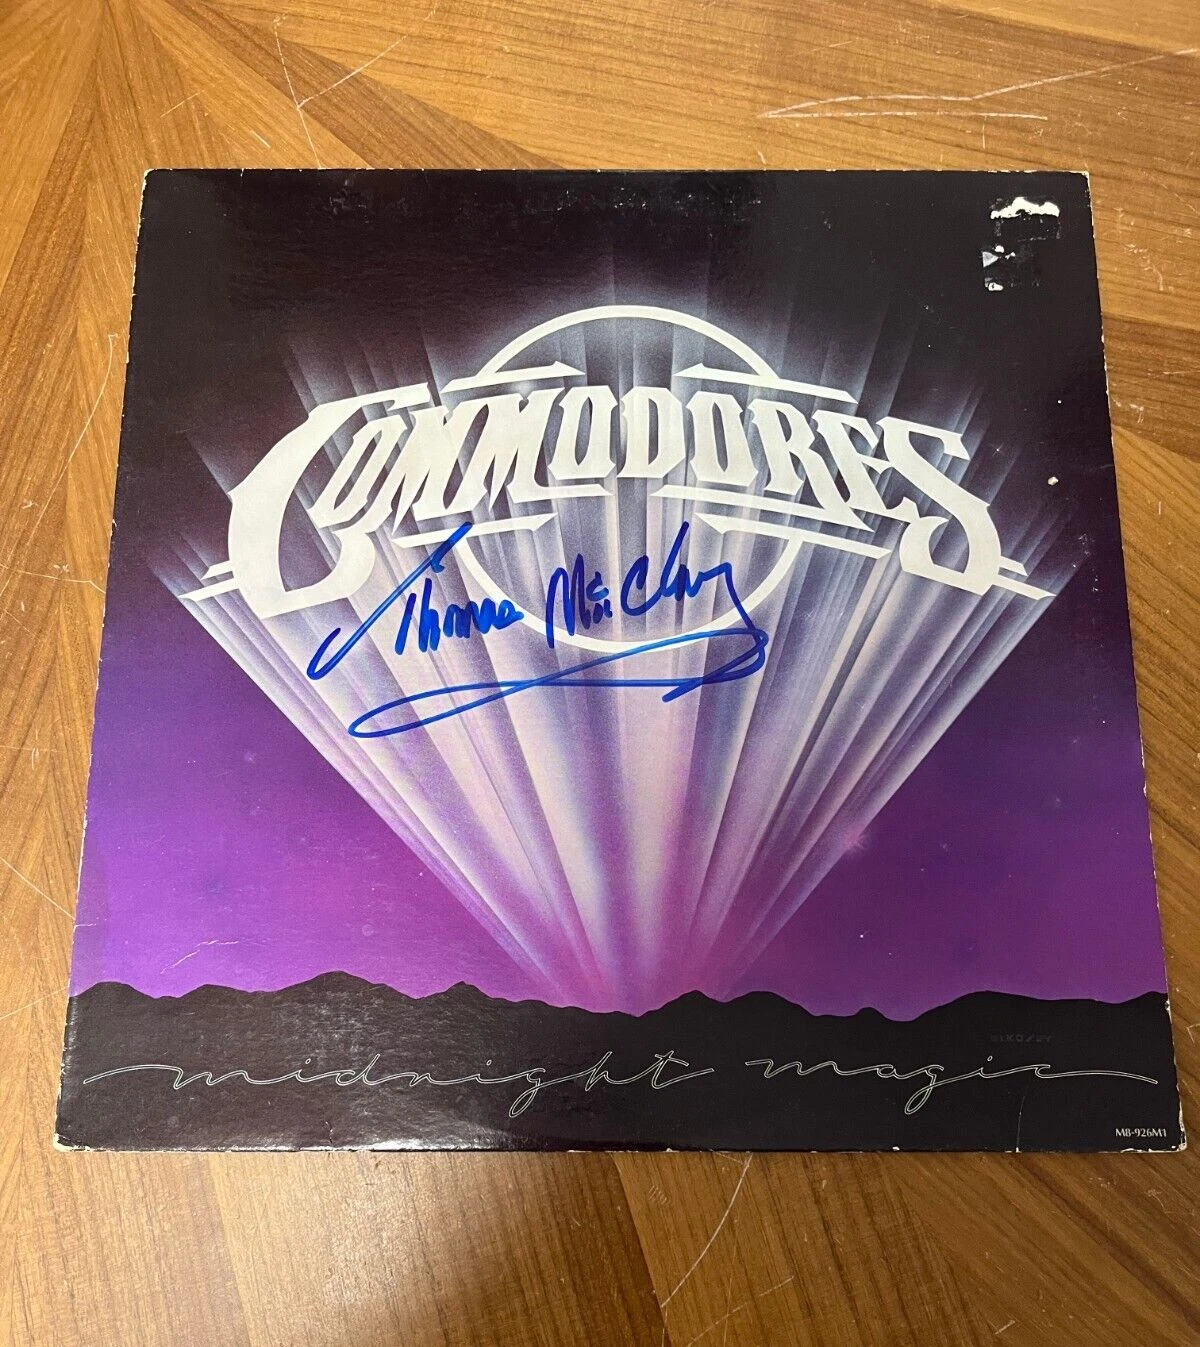 COMMODORES
Thomas McClary
midnight magic
M8-926M1